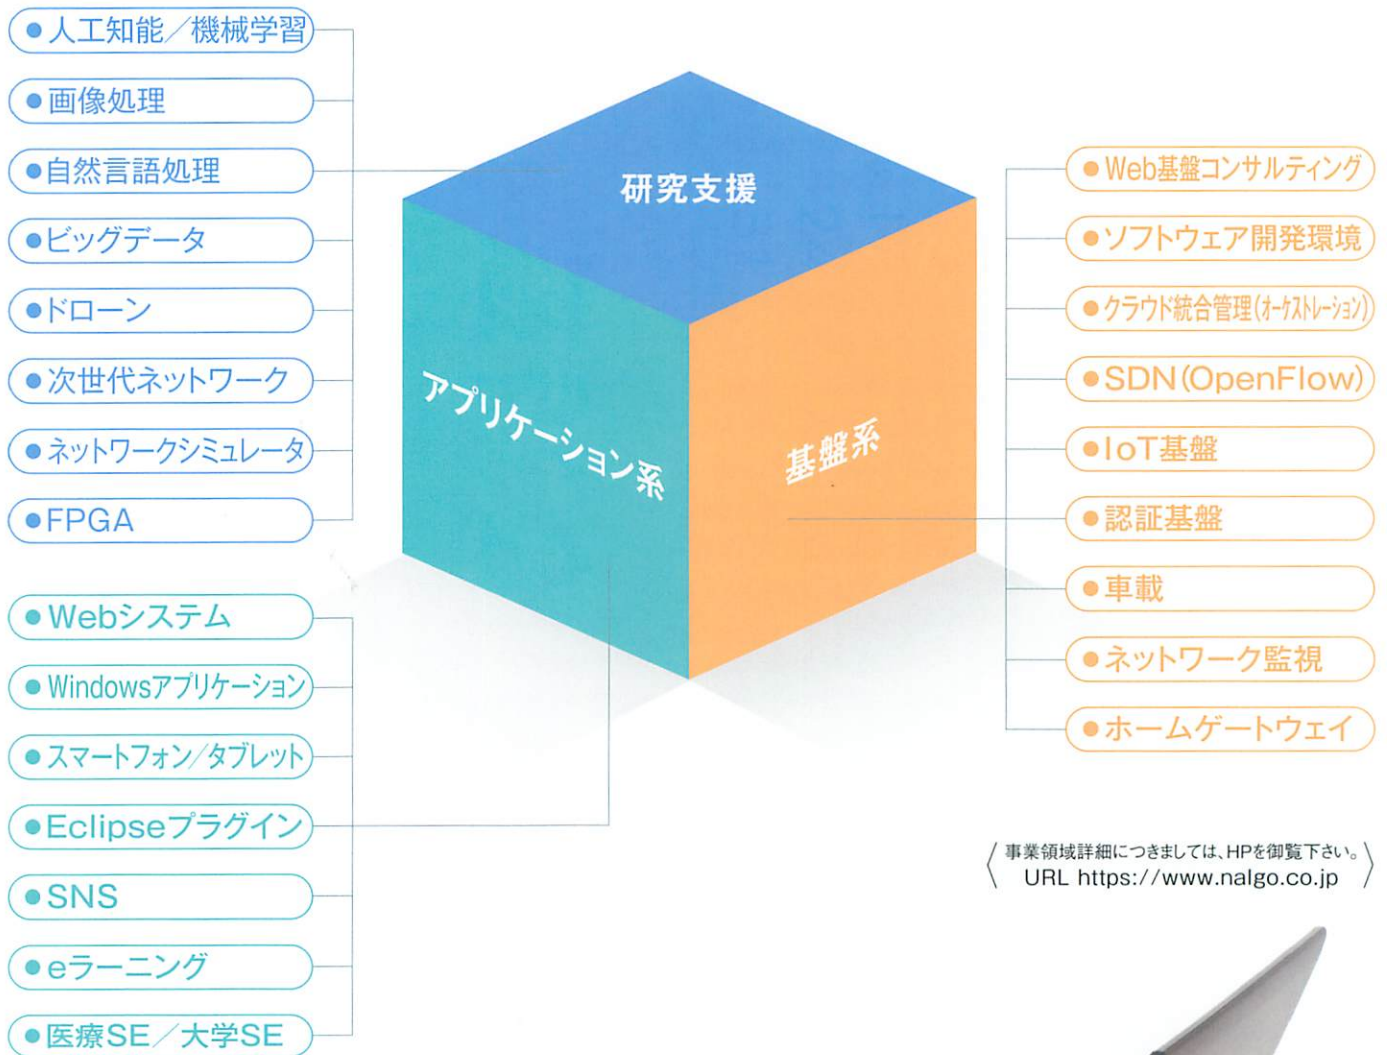 ●人工知能／機械学習
●画像処理
●自然言語処理
●ビッグデータ
●ドローン
●次世代ネットワーク
●ネットワークシミュレータ
●FPGA
●Webシステム
●Windowsアプリケーション
●スマートフォン/タブレット
●Eclipseプラグイン
●SNS
●eラーニング
●医療SE／大学SE
研究支援
アプリケーション系
基盤系
●Web基盤コンサルティング
●ソフトウェア開発環境
●クラウド統合管理(オーケストレーション)
●SDN(OpenFlow)
●IoT基盤
●認証基盤
●車載
●ネットワーク監視
●ホームゲートウェイ
事業領域詳細につきましては、HPを御覧下さい。
URL https://www.nalgo.co.jp